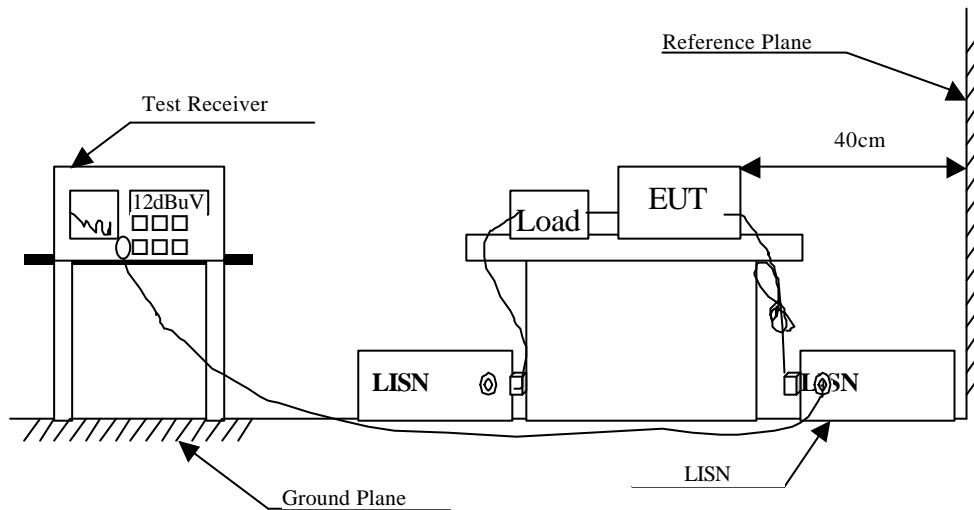 Reference Plane
Test Receiver
40cm
12dBuV
Load
EUT
LISN
LISN
LISN
Ground Plane